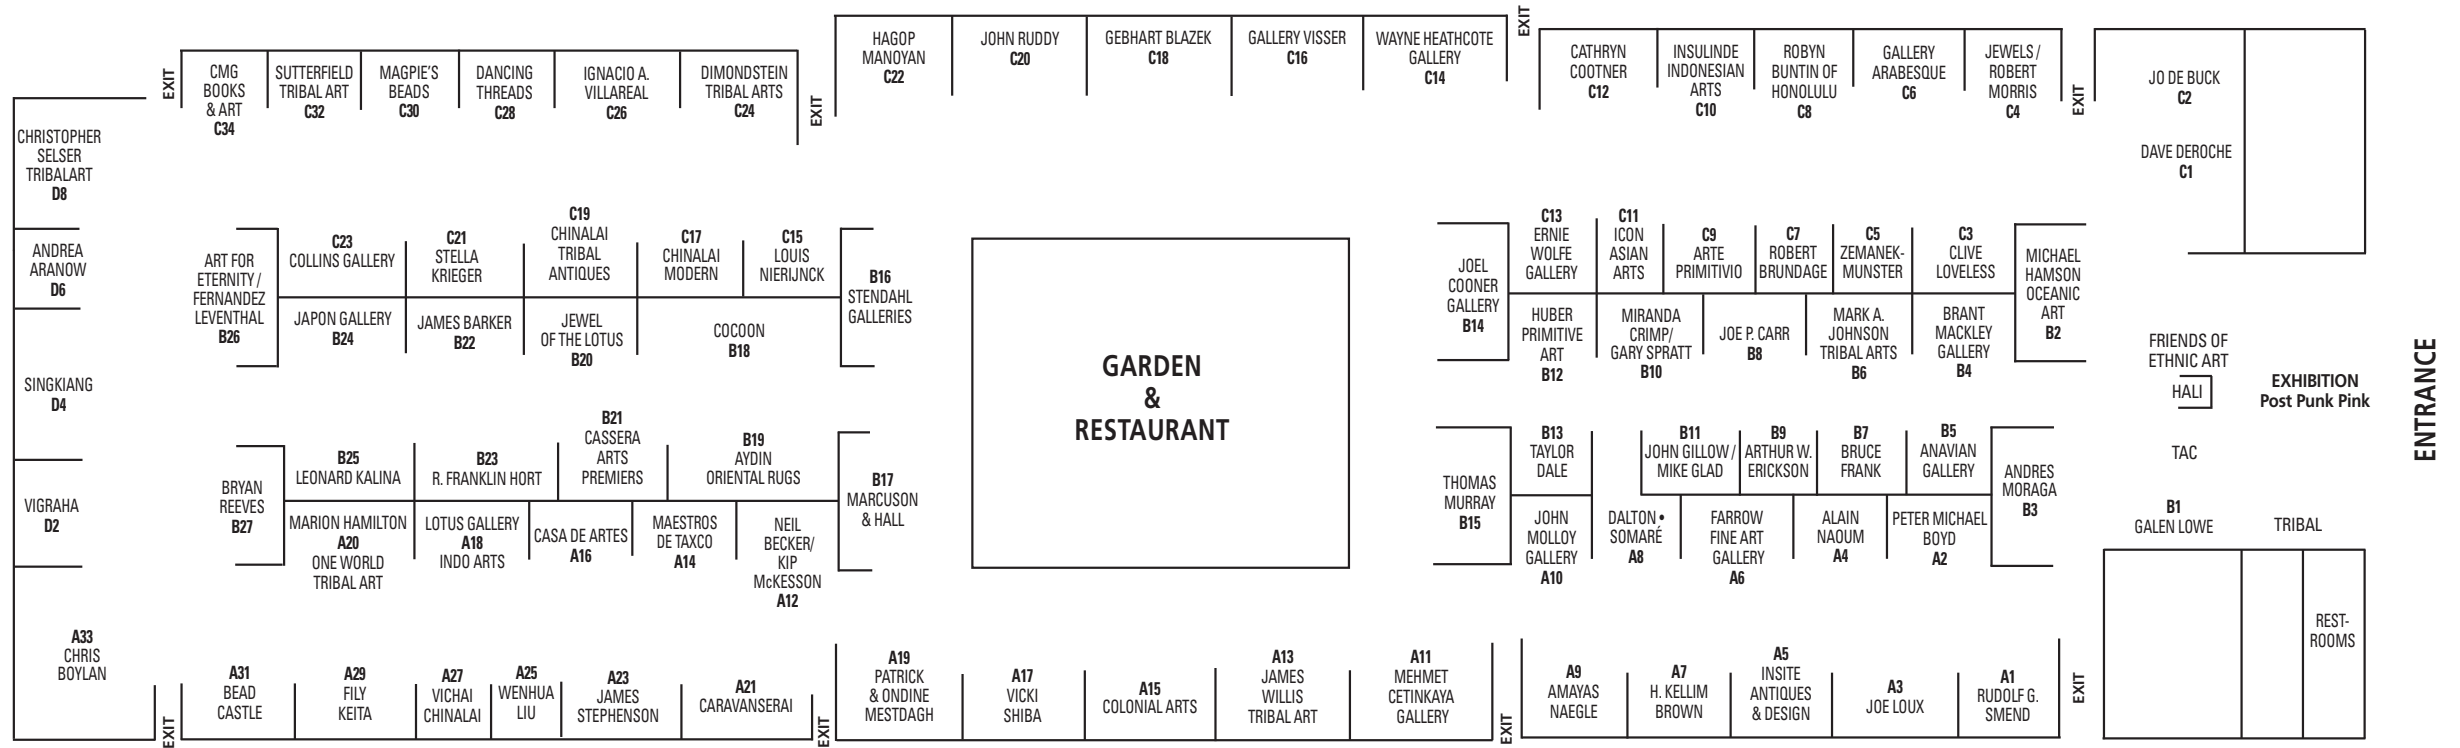 CMG
BOOKS
& ART
C34
SUTTERFIELD
TRIBAL ART
C32
MAGPIE'S
BEADS
C30
DANCING
THREADS
C28
IGNACIO A.
VILLAREAL
C26
DIMONDSTEIN
TRIBAL ARTS
C24
HAGOP
MANOYAN
C22
JOHN RUDDY
C20
GEBHART BLAZEK
C18
GALLERY VISSER
C16
WAYNE HEATHCOTE
GALLERY
C14
CATHRYN
COOTNER
C12
INSULINDE
INDONESIAN
ARTS
C10
ROBYN
BUNTIN OF
HONOLULU
C8
GALLERY
ARABESQUE
C6
JEWELS /
ROBERT
MORRIS
C4
JO DE BUCK
C2
DAVE DEROCHE
C1
EXIT
EXIT
EXIT
EXIT
CHRISTOPHER
SELSER
TRIBALART
D8
ANDREA
ARANOW
D6
SINGKIANG
D4
VIGRAHA
D2
A33
CHRIS
BOYLAN
ART FOR
ETERNITY /
FERNANDEZ
LEVENTHAL
B26
C23
COLLINS GALLERY
C21
STELLA
KRIEGER
C19
CHINALAI
TRIBAL
ANTIQUES
C17
CHINALAI
MODERN
C15
LOUIS
NIERIJNCK
B16
STENDAHL
GALLERIES
JAPON GALLERY
B24
JAMES BARKER
B22
JEWEL
OF THE LOTUS
B20
COCOON
B18
GARDEN
&
RESTAURANT
JOEL
COONER
GALLERY
B14
C13
ERNIE
WOLFE
GALLERY
C11
ICON
ASIAN
ARTS
C9
ARTE
PRIMITIVIO
C7
ROBERT
BRUNDAGE
C5
ZEMANEK-
MUNSTER
C3
CLIVE
LOVELESS
MICHAEL
HAMSON
OCEANIC
ART
B2
HUBER
PRIMITIVE
ART
B12
MIRANDA
CRIMP/
GARY SPRATT
B10
JOE P. CARR
B8
MARK A.
JOHNSON
TRIBAL ARTS
B6
BRANT
MACKLEY
GALLERY
B4
FRIENDS OF
ETHNIC ART
HALI
EXHIBITION
Post Punk Pink
ENTRANCE
TAC
B1
GALEN LOWE
TRIBAL
REST-
ROOMS
BRYAN
REEVES
B27
B25
LEONARD KALINA
B23
R. FRANKLIN HORT
B21
CASSERA
ARTS
PREMIERS
B19
AYDIN
ORIENTAL RUGS
B17
MARCUSON
& HALL
MARION HAMILTON
A20
ONE WORLD
TRIBAL ART
LOTUS GALLERY
A18
INDO ARTS
CASA DE ARTES
A16
MAESTROS
DE TAXCO
A14
NEIL
BECKER/
KIP
McKESSON
A12
THOMAS
MURRAY
B15
B13
TAYLOR
DALE
B11
JOHN GILLOW /
MIKE GLAD
B9
ARTHUR W.
ERICKSON
B7
BRUCE
FRANK
B5
ANAVIAN
GALLERY
ANDRES
MORAGA
B3
JOHN
MOLLOY
GALLERY
A10
DALTON •
SOMARÉ
A8
FARROW
FINE ART
GALLERY
A6
ALAIN
NAOUM
A4
PETER MICHAEL
BOYD
A2
EXIT
A31
BEAD
CASTLE
A29
FILY
KEITA
A27
VICHAI
CHINALAI
A25
WENHUA
LIU
A23
JAMES
STEPHENSON
A21
CARAVANSERAI
EXIT
A19
PATRICK
& ONDINE
MESTDAGH
A17
VICKI
SHIBA
A15
COLONIAL ARTS
A13
JAMES
WILLIS
TRIBAL ART
A11
MEHMET
CETINKAYA
GALLERY
EXIT
A9
AMAYAS
NAEGLE
A7
H. KELLIM
BROWN
A5
INSITE
ANTIQUES
& DESIGN
A3
JOE LOUX
A1
RUDOLF G.
SMEND
EXIT